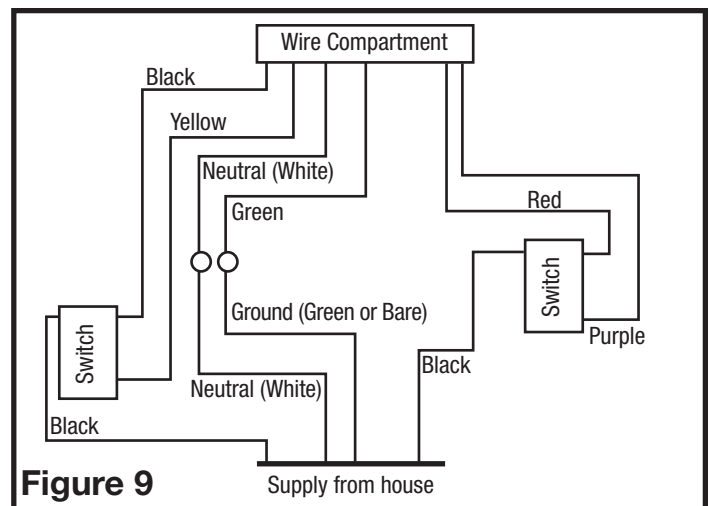 Wire Compartment
Black
Yellow
Neutral (White)
Green
Red
Switch
Ground (Green or Bare)
Purple
Switch
Black
Neutral (White)
Black
Figure 9
Supply from house